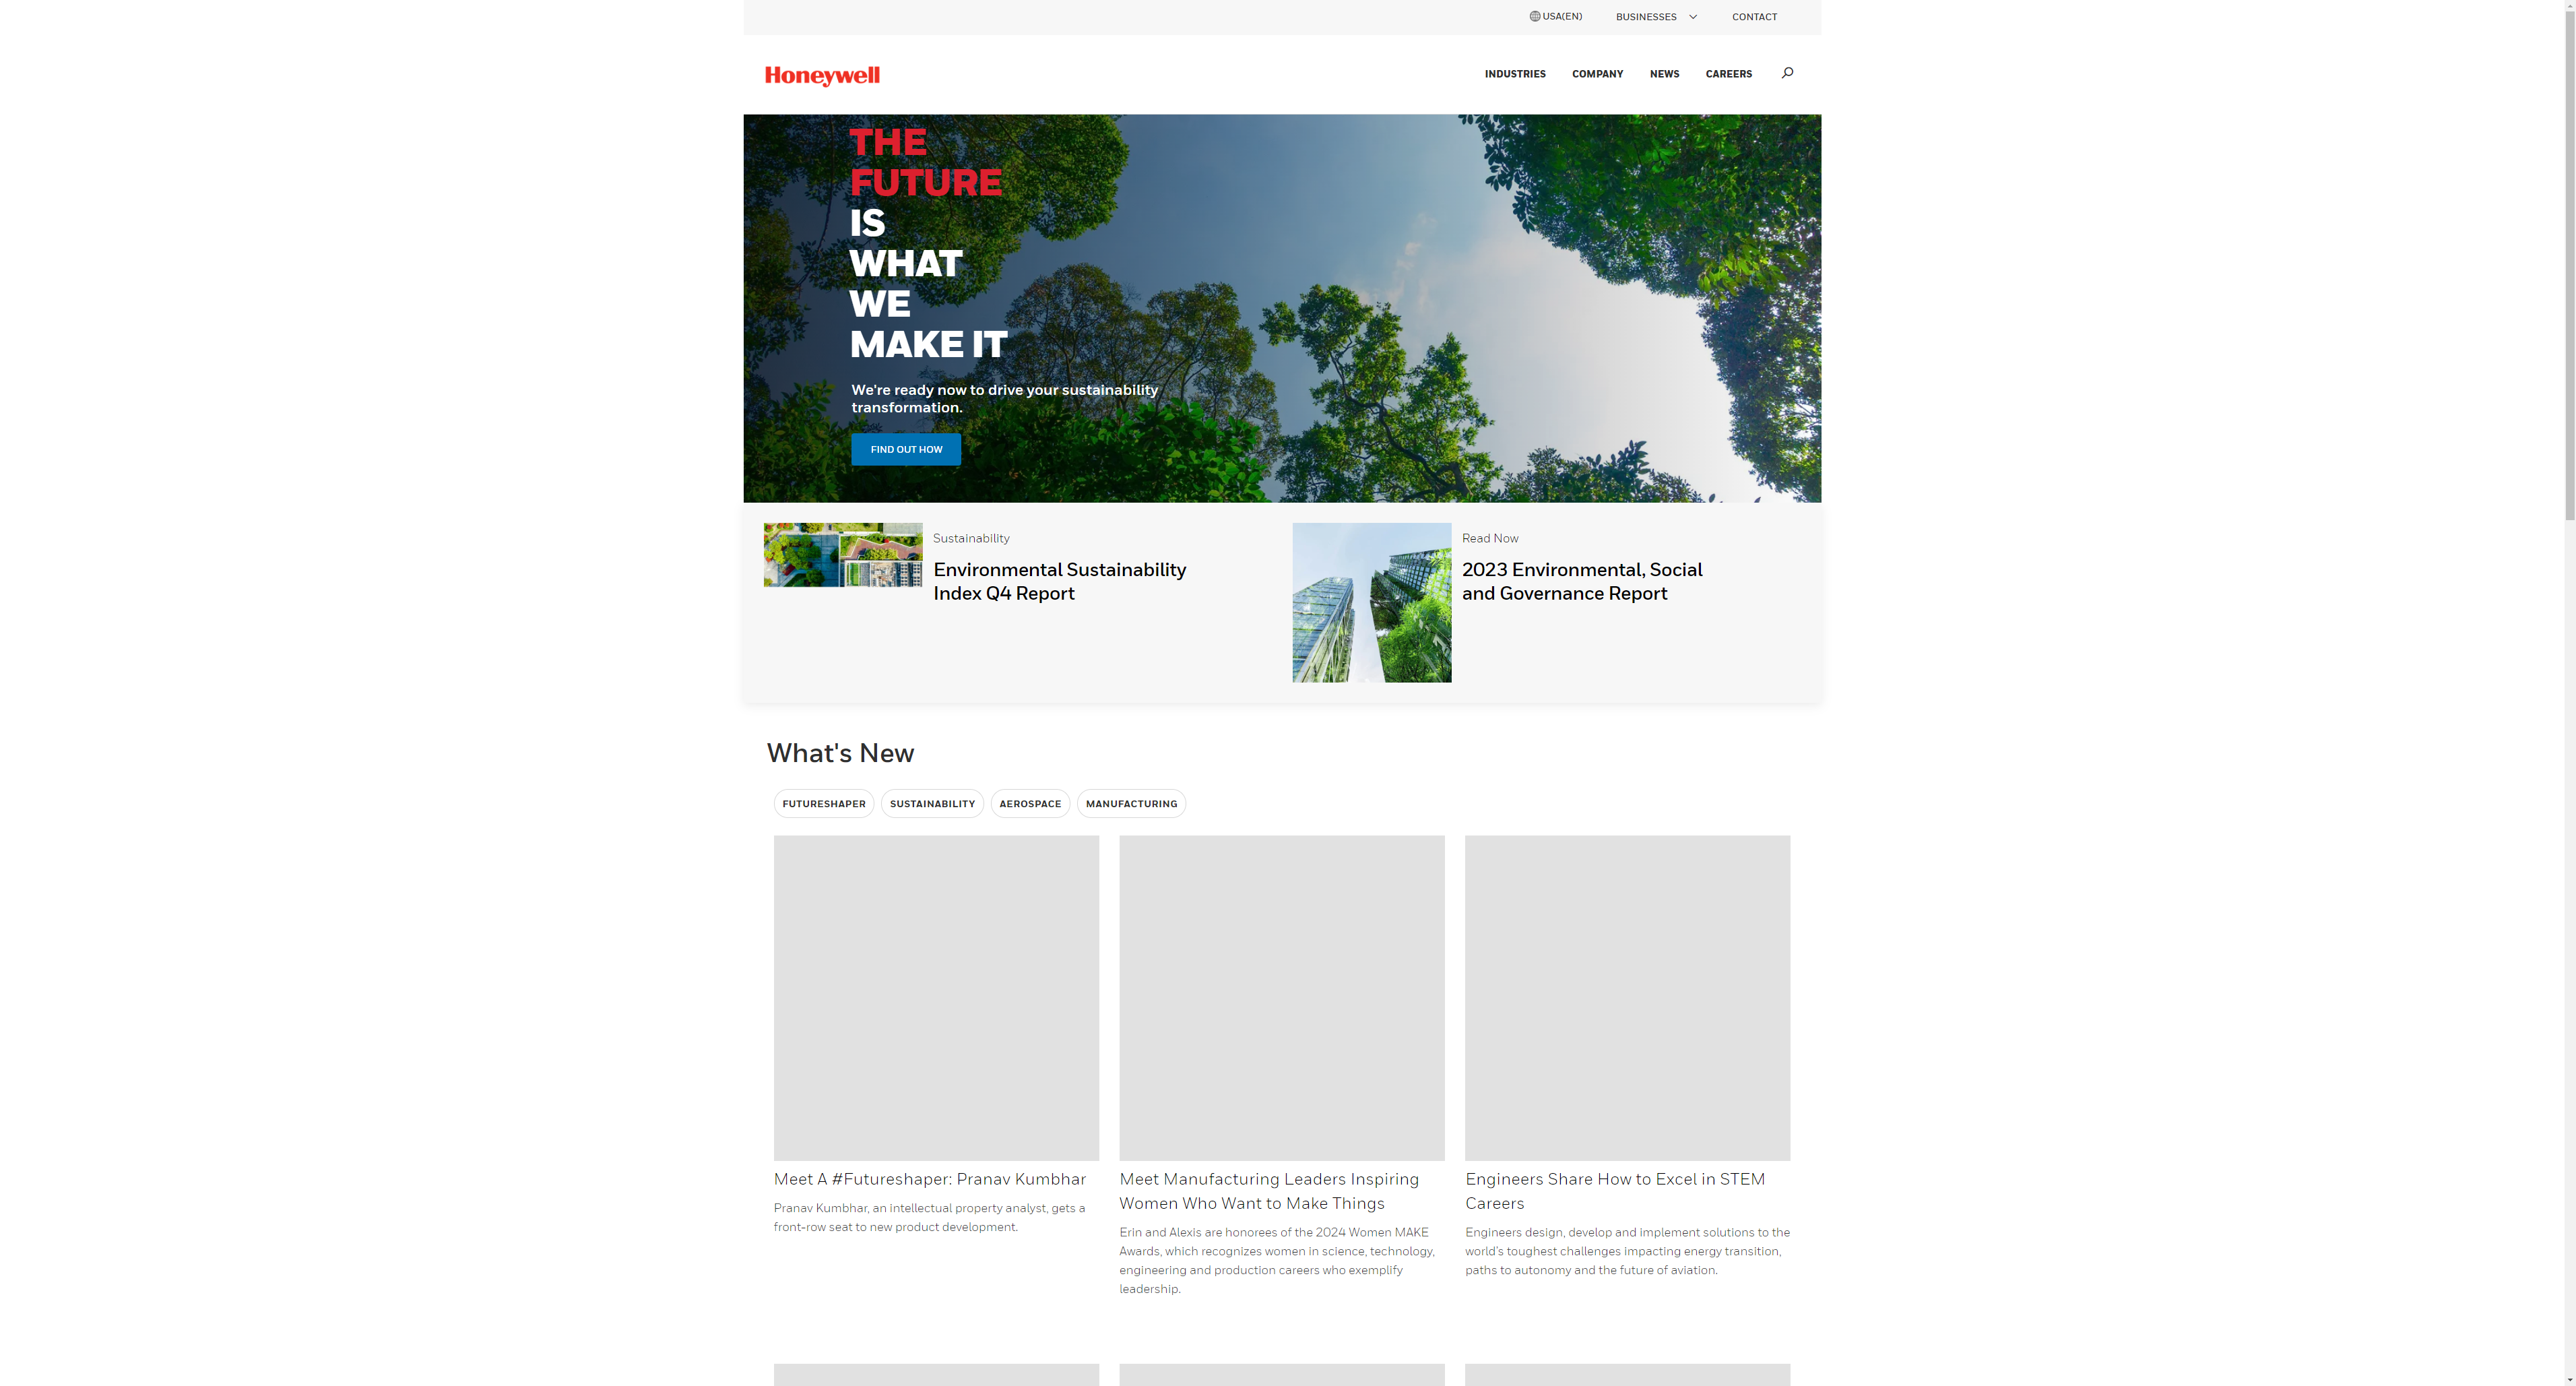 USA(EN)
BUSINESSES
CONTACT
Honeywell
INDUSTRIES
COMPANY
NEWS
CAREERS
THE
FUTURE
IS
WHAT
WE
MAKE IT
We're ready now to drive your sustainability
transformation.
FIND OUT HOW
Sustainability
Environmental Sustainability
Index Q4 Report
Read Now
2023 Environmental, Social
and Governance Report
What's New
FUTURESHAPER
SUSTAINABILITY
AEROSPACE
MANUFACTURING
Meet A #Futureshaper: Pranav Kumbhar
Pranav Kumbhar, an intellectual property analyst, gets a
front-row seat to new product development.
Meet Manufacturing Leaders Inspiring
Women Who Want to Make Things
Erin and Alexis are honorees of the 2024 Women MAKE
Awards, which recognizes women in science, technology,
engineering and production careers who exemplify
leadership.
Engineers Share How to Excel in STEM
Careers
Engineers design, develop and implement solutions to the
world's toughest challenges impacting energy transition,
paths to autonomy and the future of aviation.